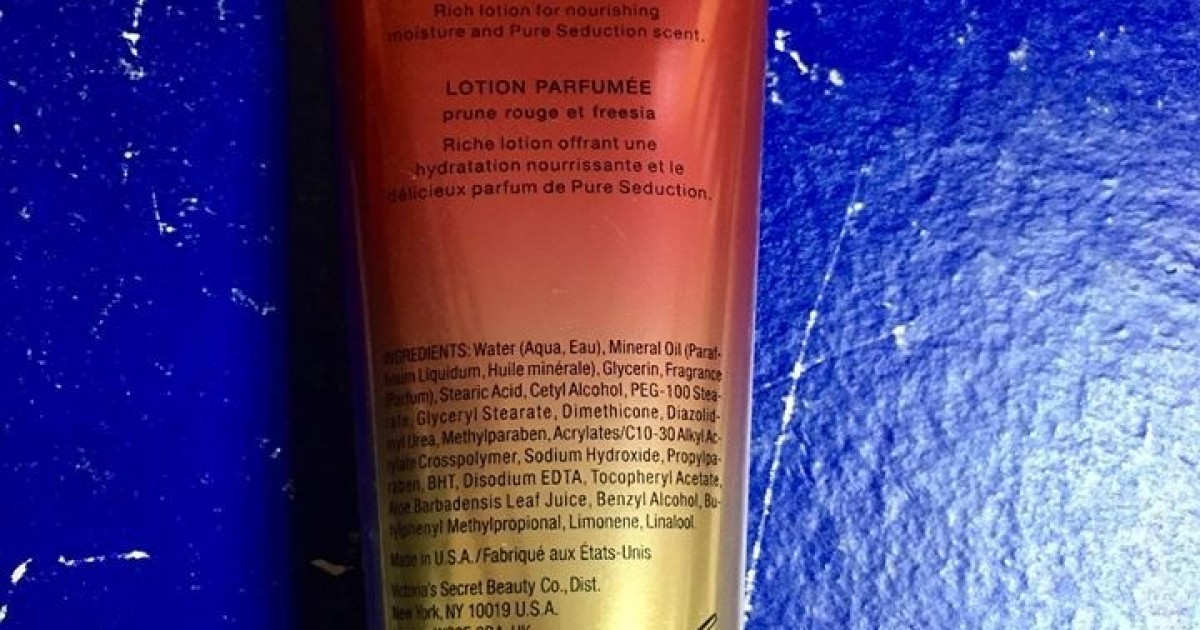 Rich lotion for nourishing
moisture and Pure Seduction scent.
LOTION PARFUMÉE
prune rouge et freesia
Riche lotion offrant une
hydratation nourrissante et le
délicieux parfum de Pure Seduction.
INGREDIENTS: Water (Aqua, Eau), Mineral Oil (Paraf-
finum Liquidum, Huile minérale), Glycerin, Fragrance
(Parfum), Stearic Acid, Cetyl Alcohol, PEG-100 Stea-
rate, Glyceryl Stearate, Dimethicone, Diazolid-
inyl Urea, Methylparaben, Acrylates/C10-30 Alkyl Ac-
rylate Crosspolymer, Sodium Hydroxide, Propylpa-
raben, BHT, Disodium EDTA, Tocopheryl Acetate,
Aloe Barbadensis Leaf Juice, Benzyl Alcohol, Bu-
tylphenyl Methylpropional, Limonene, Linalool.
Made in U.S.A./Fabriqué aux États-Unis
Victoria's Secret Beauty Co., Dist.
New York, NY 10019 U.S.A.